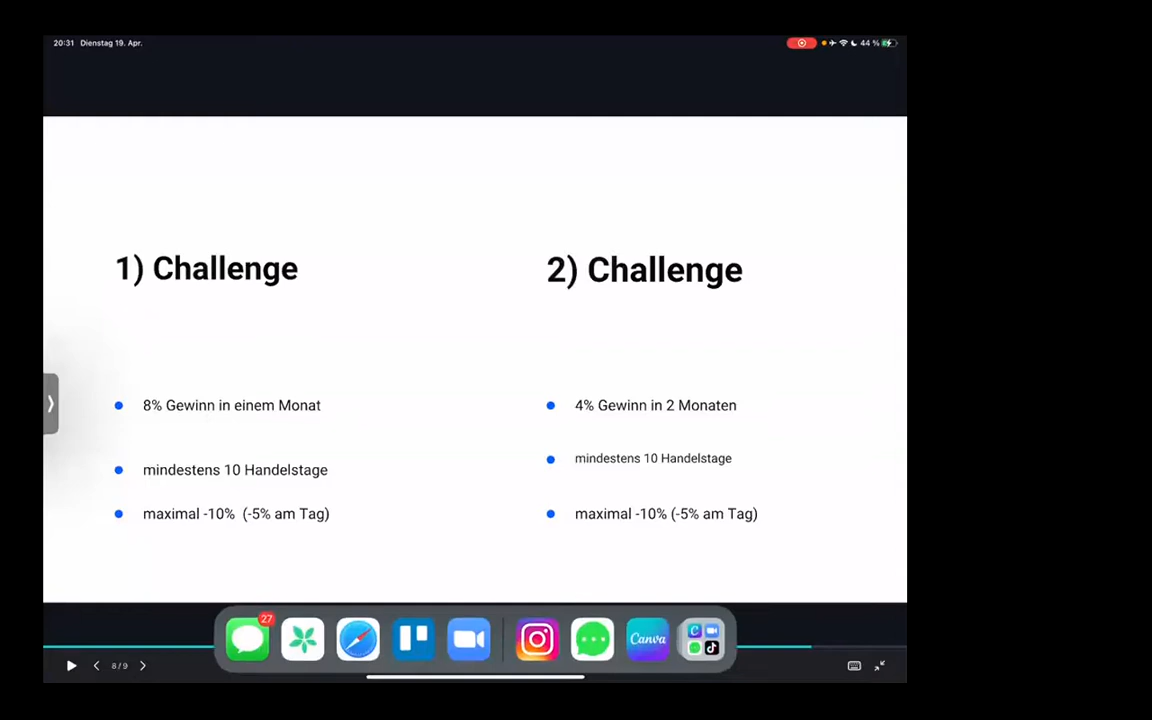 20:31 Dienstag 19. Apr.
44 %
1) Challenge
8% Gewinn in einem Monat
mindestens 10 Handelstage
maximal -10% (-5% am Tag)
2) Challenge
4% Gewinn in 2 Monaten
mindestens 10 Handelstage
maximal -10% (-5% am Tag)
27
Canva
8/9